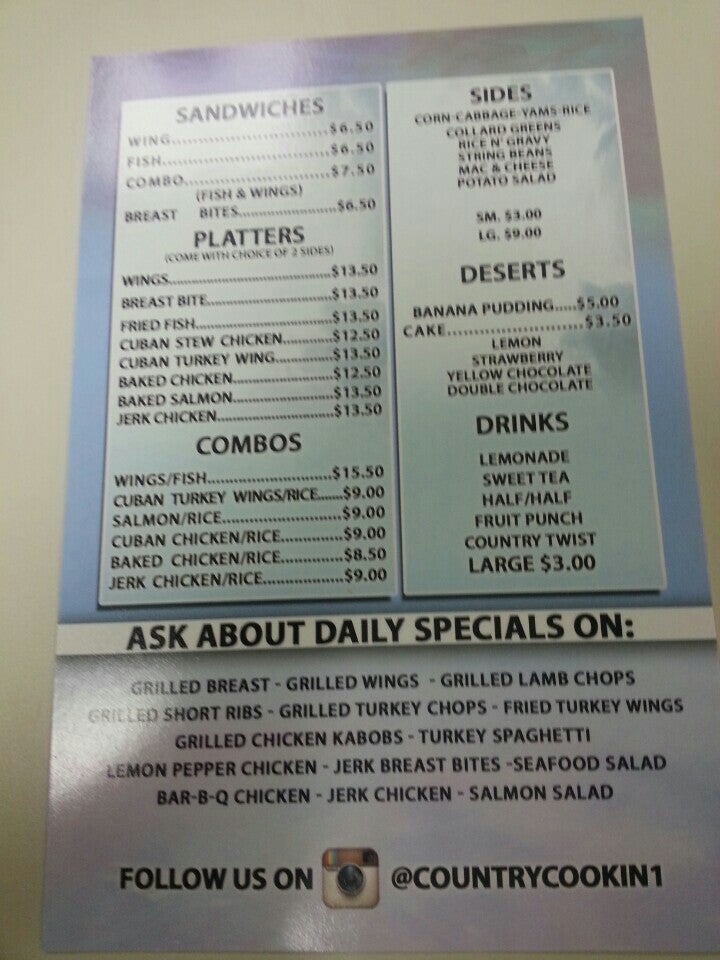 SANDWICHES
WING.................................$6.50
FISH.................................$6.50
COMBO............................$7.50
(FISH & WINGS)
BREAST BITES.......................$6.50
PLATTERS
(COME WITH CHOICE OF 2 SIDES)
WINGS.................................$13.50
BREAST BITE.........................$13.50
FRIED FISH............................$13.50
CUBAN STEW CHICKEN...........$12.50
CUBAN TURKEY WING............$13.50
BAKED CHICKEN....................$12.50
BAKED SALMON.....................$13.50
JERK CHICKEN........................$13.50
COMBOS
WINGS/FISH.........................$15.50
CUBAN TURKEY WINGS/RICE......$9.00
SALMON/RICE........................$9.00
CUBAN CHICKEN/RICE..............$9.00
BAKED CHICKEN/RICE...............$8.50
JERK CHICKEN/RICE..................$9.00
SIDES
CORN-CABBAGE-YAMS-RICE
COLLARD GREENS
RICE N' GRAVY
STRING BEANS
MAC & CHEESE
POTATO SALAD
SM. $3.00
LG. $9.00
DESERTS
BANANA PUDDING.....$5.00
CAKE..........................$3.50
LEMON
STRAWBERRY
YELLOW CHOCOLATE
DOUBLE CHOCOLATE
DRINKS
LEMONADE
SWEET TEA
HALF/HALF
FRUIT PUNCH
COUNTRY TWIST
LARGE $3.00
ASK ABOUT DAILY SPECIALS ON:
GRILLED BREAST - GRILLED WINGS - GRILLED LAMB CHOPS
GRILLED SHORT RIBS - GRILLED TURKEY CHOPS - FRIED TURKEY WINGS
GRILLED CHICKEN KABOBS - TURKEY SPAGHETTI
LEMON PEPPER CHICKEN - JERK BREAST BITES -SEAFOOD SALAD
BAR-B-Q CHICKEN - JERK CHICKEN - SALMON SALAD
FOLLOW US ON @COUNTRYCOOKIN1